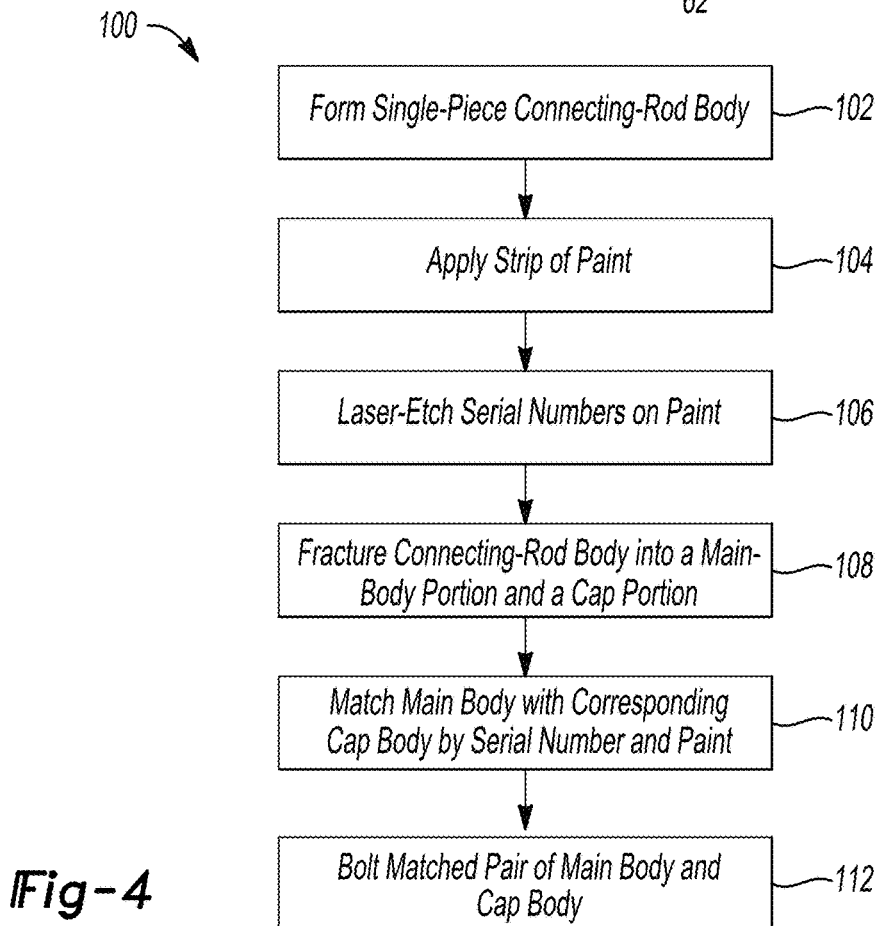 62
100
Form Single-Piece Connecting-Rod Body
102
Apply Strip of Paint
104
Laser-Etch Serial Numbers on Paint
106
Fracture Connecting-Rod Body into a Main-
Body Portion and a Cap Portion
108
Match Main Body with Corresponding
Cap Body by Serial Number and Paint
110
Bolt Matched Pair of Main Body and
Cap Body
112
Fig-4